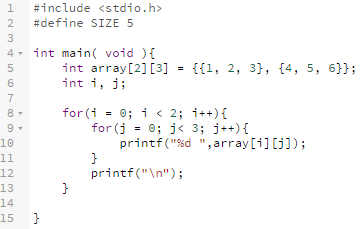 1 #include <stdio.h>
2 #define SIZE 5
3
4 int main( void ){
5     int array[2][3] = {{1, 2, 3}, {4, 5, 6}};
6     int i, j;
7
8     for(i = 0; i < 2; i++){
9         for(j = 0; j< 3; j++){
10             printf("%d ",array[i][j]);
11         }
12         printf("\n");
13     }
14
15 }